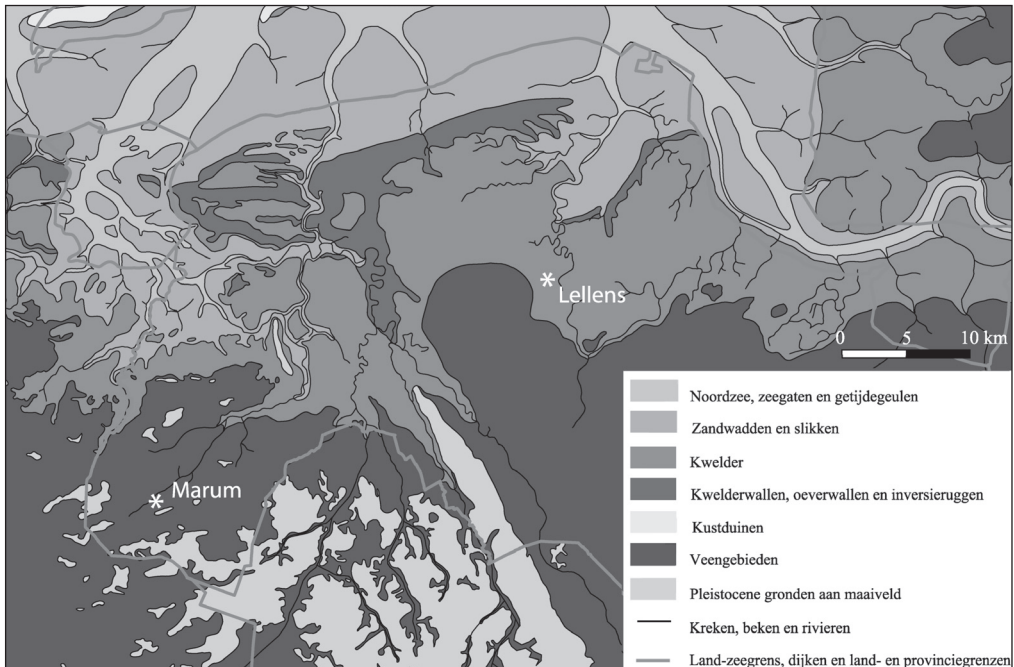 * Lellens
0 5 10 km
* Marum
Noordzee, zeegaten en getijdegeulen
Zandwadden en slikken
Kwelder
Kwelderwallen, oeverwallen en inversieruggen
Kustduinen
Veengebieden
Pleistocene gronden aan maaiveld
Kreken, beken en rivieren
Land-zeegrens, dijken en land- en provinciegrenzen